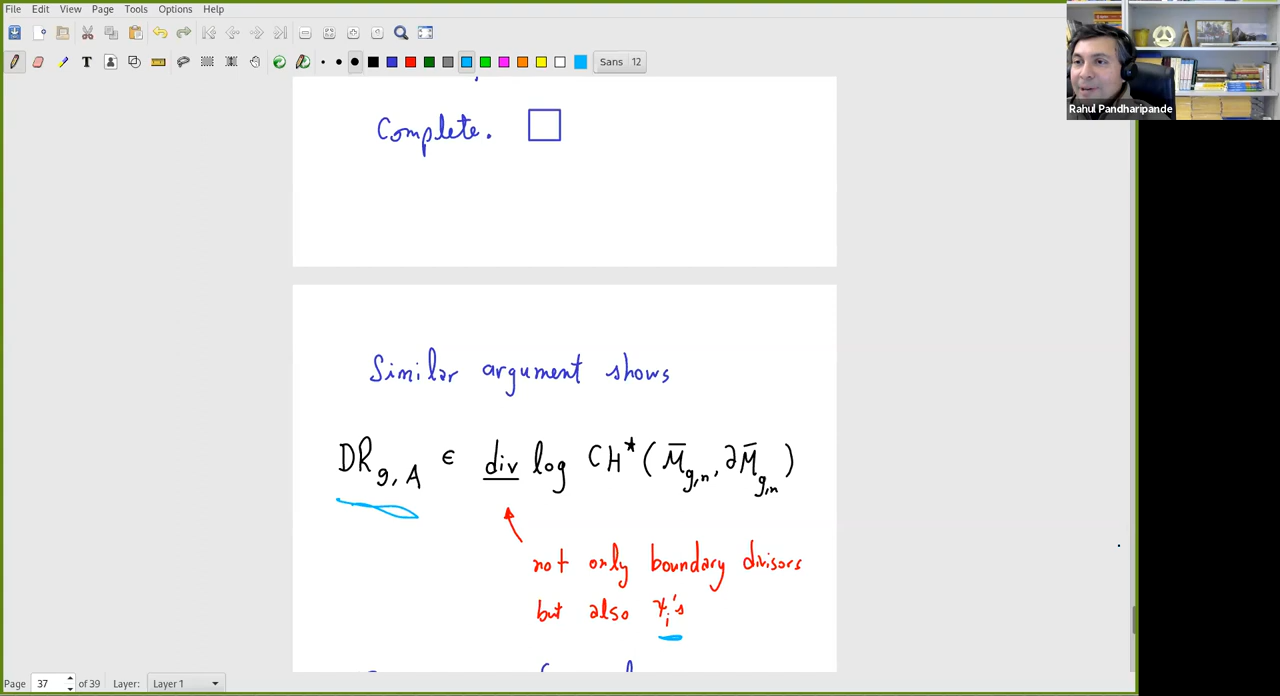 File Edit View Page Tools Options Help
Sans 12
Rahul Pandharipande
Complete. □
Similar argument shows
DR_{g,A} ∈ div log CH*(M̄_{g,n}, ∂M̄_{g,n})
not only boundary divisors
but also ψ_i's
Page 37 of 39 Layer: Layer 1